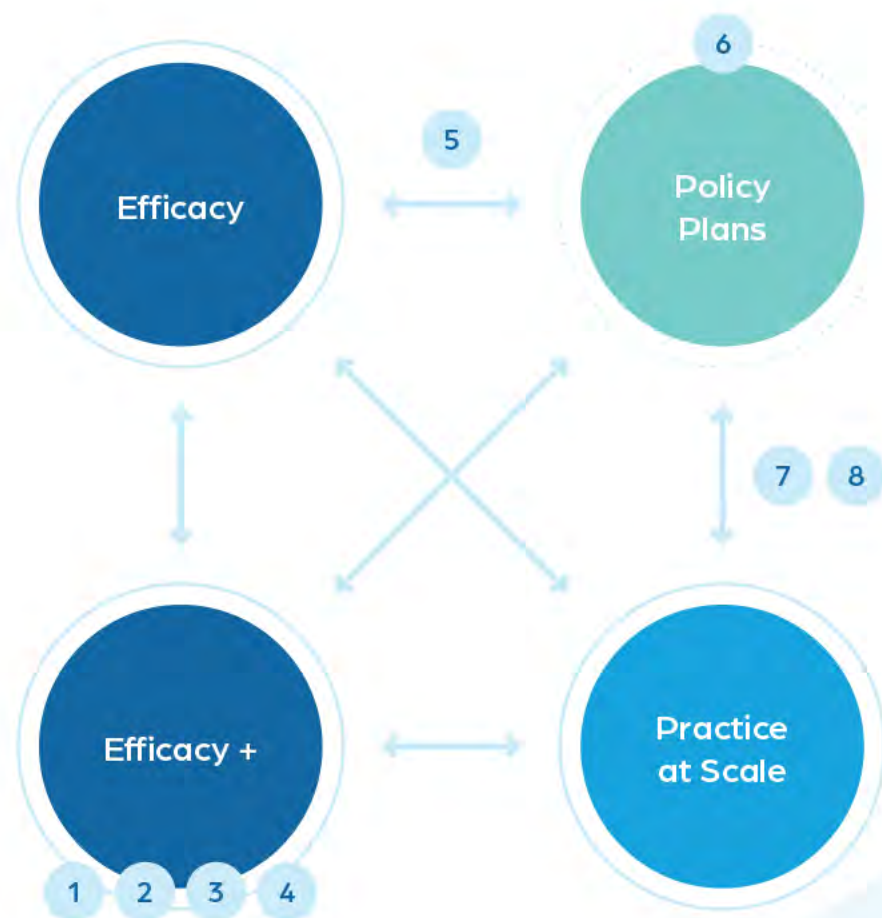 6
5
Efficacy
Policy
Plans
7 8
Efficacy +
Practice
at Scale
1 2 3 4